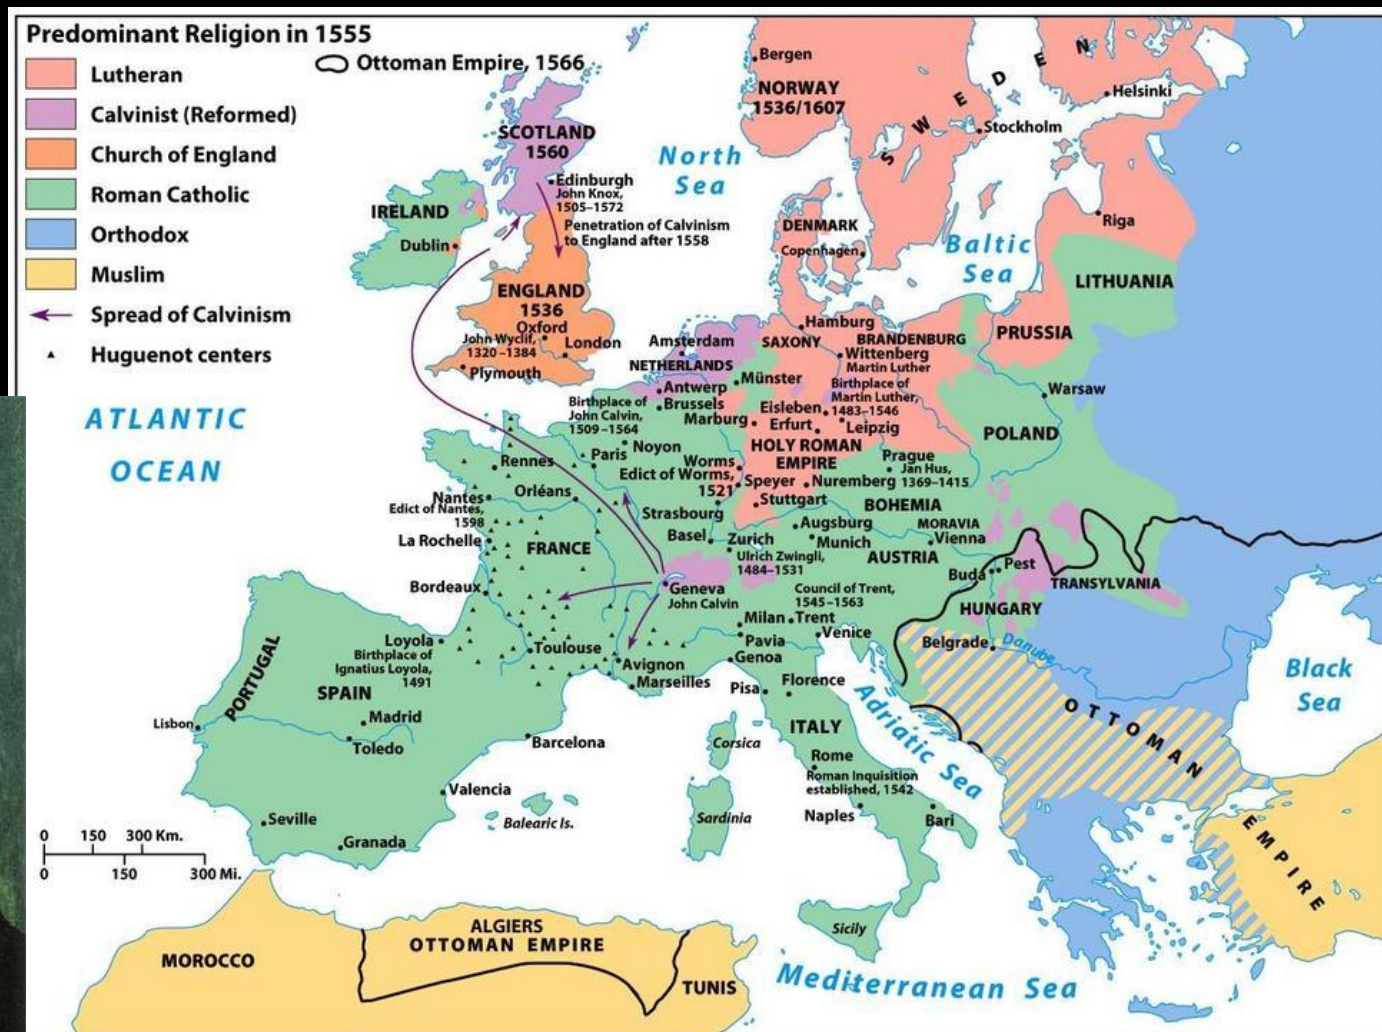 Predominant Religion in 1555
Lutheran
Calvinist (Reformed)
Church of England
Roman Catholic
Orthodox
Muslim
Spread of Calvinism
Huguenot centers
Ottoman Empire, 1566
Bergen
NORWAY
1536/1607
SWEDEN
Helsinki
Stockholm
SCOTLAND
1560
North
Sea
Edinburgh
John Knox,
1505–1572
Penetration of Calvinism
to England after 1558
IRELAND
Dublin
DENMARK
Copenhagen
Baltic
Sea
Riga
LITHUANIA
ENGLAND
1536
Oxford
John Wyclif,
1320–1384
London
Plymouth
Amsterdam
NETHERLANDS
Hamburg
SAXONY
BRANDENBURG
PRUSSIA
Wittenberg
Martin Luther
Birthplace of
Martin Luther,
1483–1546
Münster
Antwerp
Brussels
Marburg
Eisleben
Erfurt
Leipzig
Warsaw
POLAND
ATLANTIC
OCEAN
Birthplace of
John Calvin,
1509–1564
Noyon
Paris
Rennes
HOLY ROMAN
EMPIRE
Worms
Edict of Worms,
1521
Speyer
Nuremberg
Prague
Jan Hus,
1369–1415
Stuttgart
Strasbourg
BOHEMIA
Nantes
Edict of Nantes,
1598
Orléans
La Rochelle
FRANCE
Basel
Zurich
Ulrich Zwingli,
1484–1531
Augsburg
Munich
MORAVIA
Vienna
AUSTRIA
Bordeaux
Geneva
John Calvin
Council of Trent,
1545–1563
Buda
Pest
TRANSYLVANIA
HUNGARY
Milan
Trent
Pavia
Venice
Genoa
Belgrade
Danube
Loyola
Birthplace of
Ignatius Loyola,
1491
Toulouse
Avignon
Marseilles
Pisa
Florence
Black
Sea
PORTUGAL
SPAIN
Lisbon
Madrid
Toledo
Barcelona
Corsica
ITALY
Adriatic Sea
OTTOMAN
EMPIRE
Rome
Roman Inquisition
established, 1542
Valencia
Balearic Is.
Sardinia
Naples
Bari
Seville
Granada
0 150 300 Km.
0 150 300 Mi.
Sicily
MOROCCO
ALGIERS
OTTOMAN EMPIRE
TUNIS
Mediterranean Sea